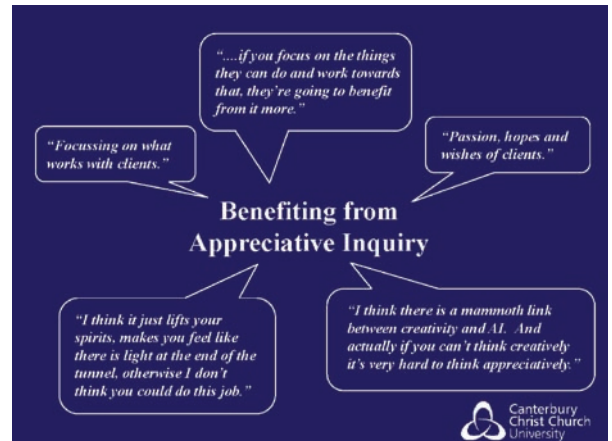 “....if you focus on the things
they can do and work towards
that, they’re going to benefit
from it more.”
“Focussing on what
works with clients.”
“Passion, hopes and
wishes of clients.”
Benefiting from
Appreciative Inquiry
“I think it just lifts your
spirits, makes you feel like
there is light at the end of the
tunnel, otherwise I don’t
think you could do this job.”
“I think there is a mammoth link
between creativity and AI.  And
actually if you can’t think creatively
it’s very hard to think appreciatively.”
Canterbury
Christ Church
University